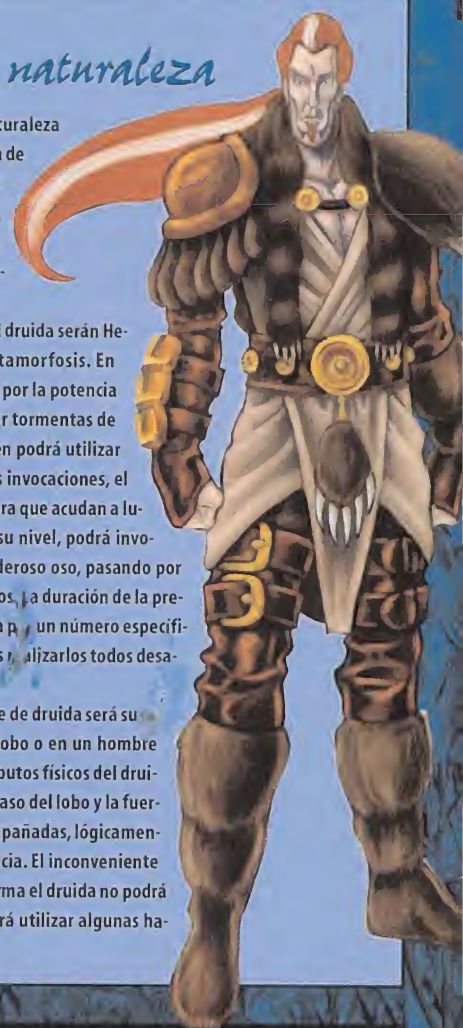 naturaleza
turaleza
de
-
l druida serán He-
tamorfosis. En
por la potencia
r tormentas de
en podrá utilizar
s invocaciones, el
ra que acudan a lu-
su nivel, podrá invo-
deroso oso, pasando por
os. La duración de la pre-
un número específi-
alizarlos todos desa-
e de druida será su
obo o en un hombre
butos físicos del drui-
aso del lobo y la fuer-
pañadas, lógicamen-
cia. El inconveniente
rma el druida no podrá
rá utilizar algunas ha-